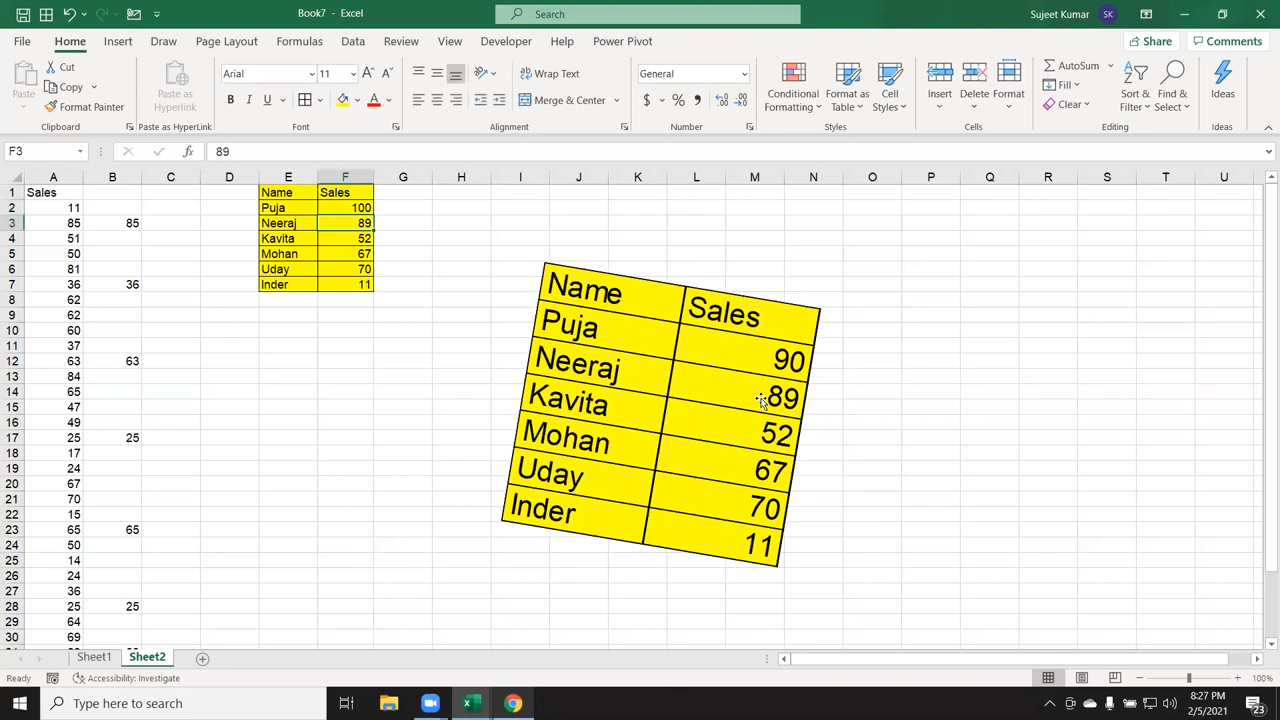 Book7 - Excel
Search
Sujeet Kumar SK
File Home Insert Draw Page Layout Formulas Data Review View Developer Help Power Pivot
Share Comments
Paste Cut Copy Format Painter
Paste as Hyperlink
Arial 11
B I U
Wrap Text
Merge & Center
General
$ %
Conditional Formatting
Format as Table
Cell Styles
Insert Delete Format
AutoSum
Fill
Clear
Sort & Filter
Find & Select
Ideas
Clipboard Paste as HyperLink Font Alignment Number Styles Cells Editing Ideas
F3 fx 89
A B C D E F G H I J K L M N O P Q R S T U
1 Sales Name Sales
2 11 Puja 100
3 85 85 Neeraj 89
4 51 Kavita 52
5 50 Mohan 67
6 81 Uday 70
7 36 36 Inder 11
8 62
9 62
10 60
11 37
12 63 63
13 84
14 65
15 47
16 49
17 25 25
18 17
19 24
20 67
21 70
22 15
23 65 65
24 50
25 14
26 24
27 36
28 25 25
29 64
30 69
Name Sales
Puja 90
Neeraj 89
Kavita 52
Mohan 67
Uday 70
Inder 11
Sheet1 Sheet2
Ready Accessibility: Investigate 100%
Type here to search
8:27 PM
2/5/2021
23